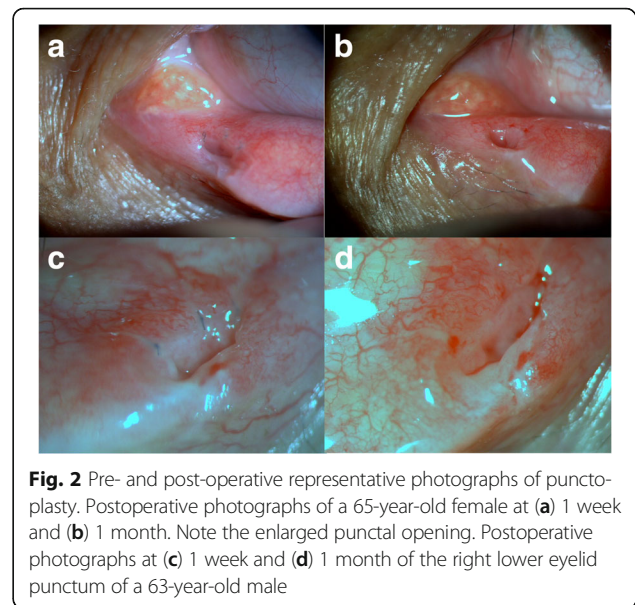 a
b
c
d
Fig. 2 Pre- and post-operative representative photographs of puncto-
plasty. Postoperative photographs of a 65-year-old female at (a) 1 week
and (b) 1 month. Note the enlarged punctal opening. Postoperative
photographs at (c) 1 week and (d) 1 month of the right lower eyelid
punctum of a 63-year-old male